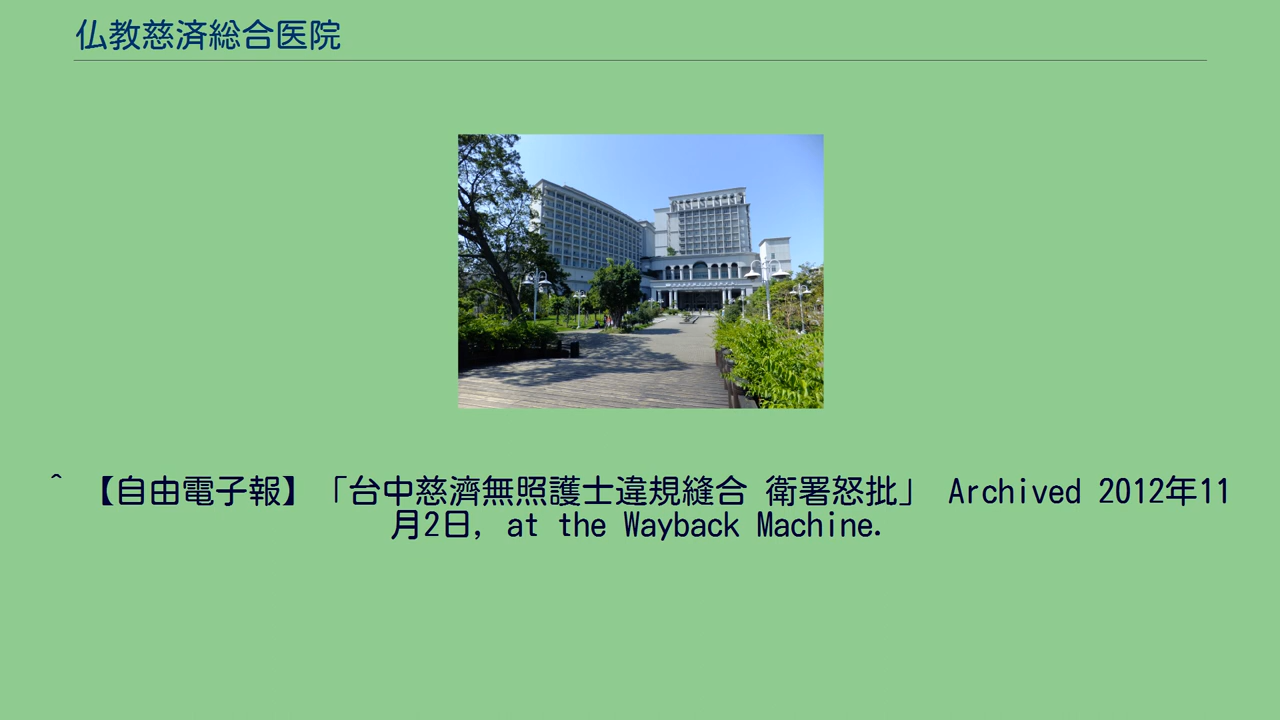 仏教慈済総合医院
^ 【自由電子報】「台中慈濟無照護士違規縫合 衛署怒批」 Archived 2012年11
月2日, at the Wayback Machine.